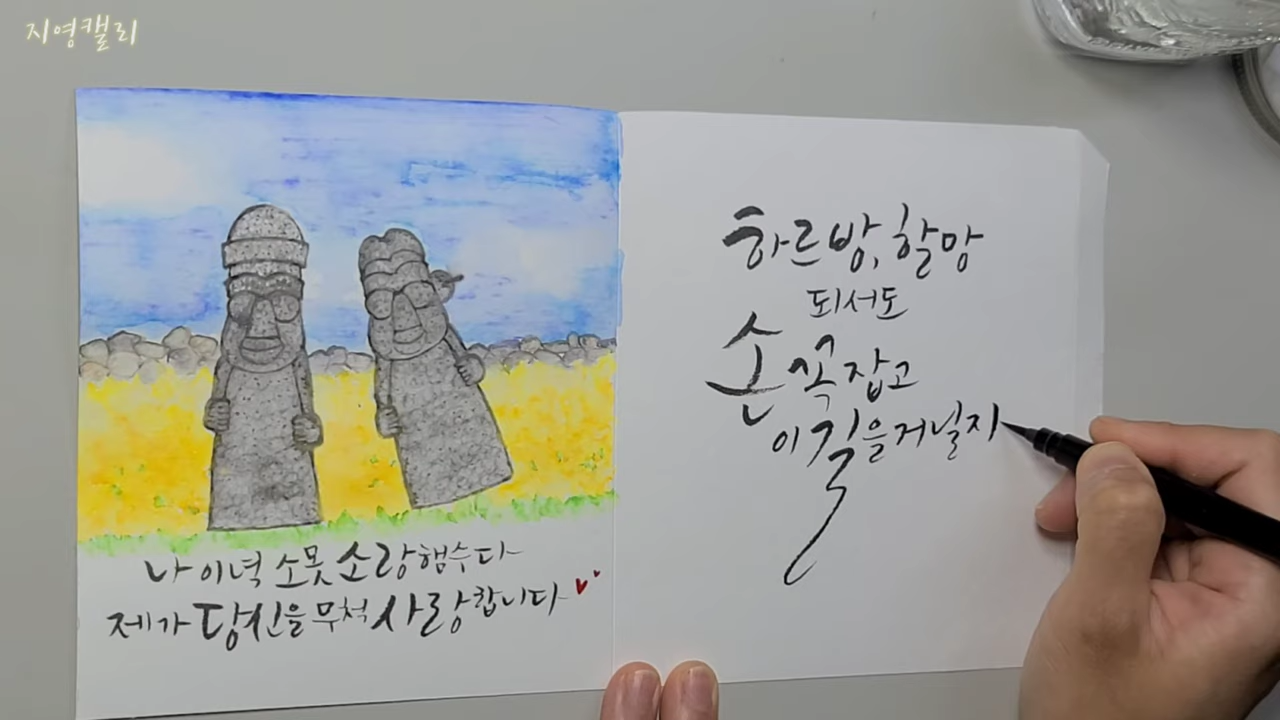 지영캘리
나 이녁 소못 소랑햄수다
제가 당신을 무척 사랑합니다
하르방, 할망
되서도
손 꼭 잡고
이 길을 거닐지